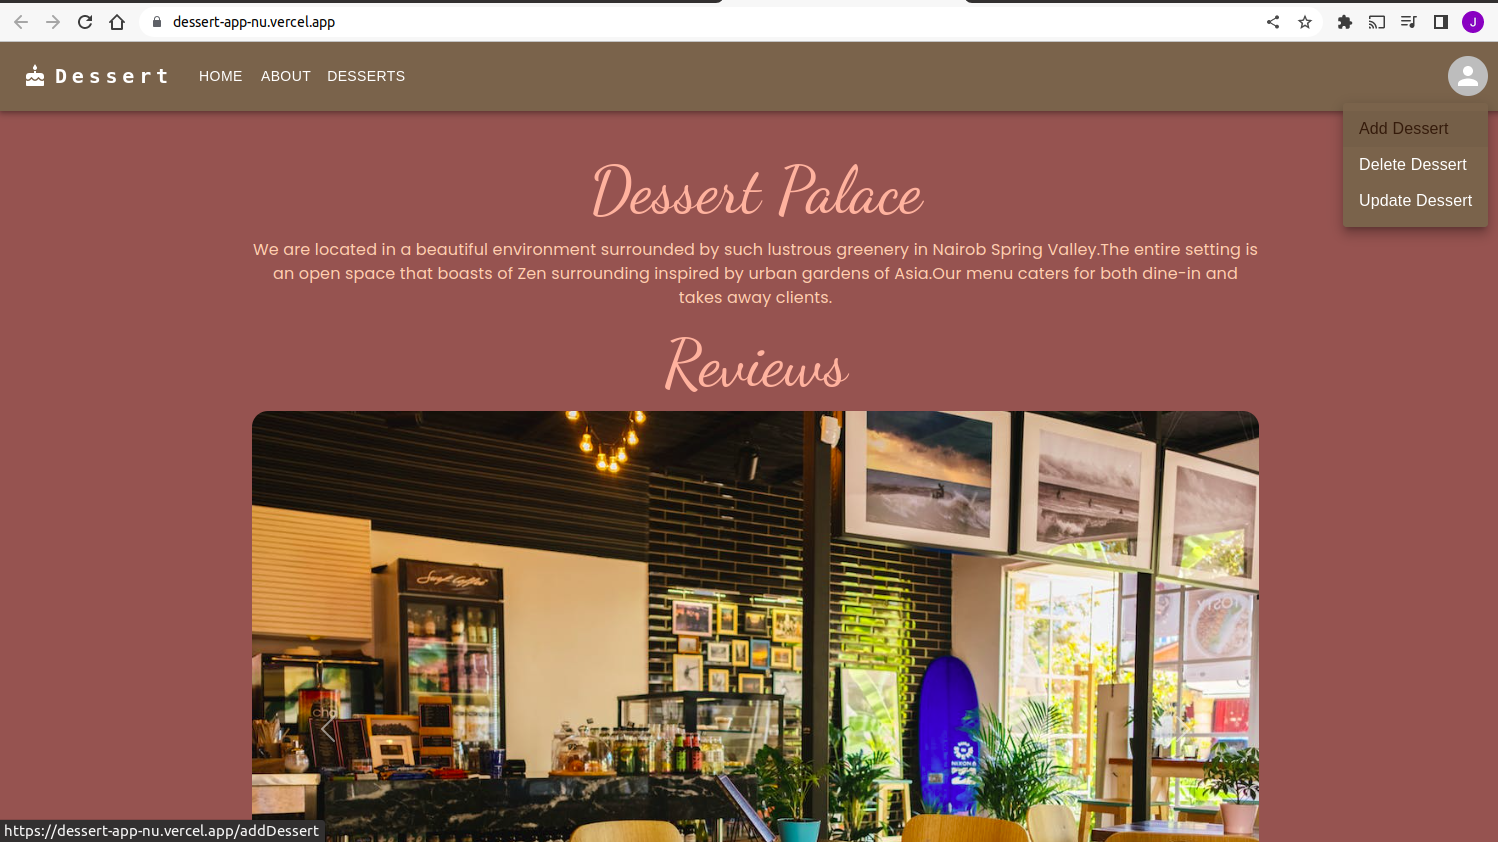 dessert-app-nu.vercel.app
J
Dessert HOME ABOUT DESSERTS
Add Dessert
Delete Dessert
Update Dessert
Dessert Palace
We are located in a beautiful environment surrounded by such lustrous greenery in Nairob Spring Valley.The entire setting is
an open space that boasts of Zen surrounding inspired by urban gardens of Asia.Our menu caters for both dine-in and
takes away clients.
Reviews
NIXON
https://dessert-app-nu.vercel.app/addDessert